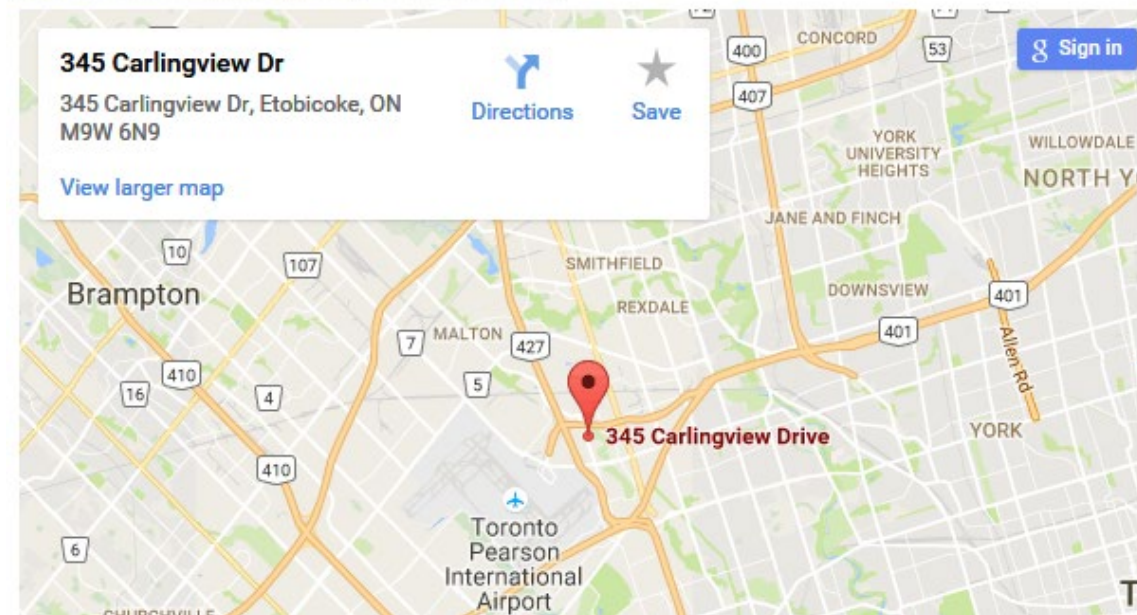 345 Carlingview Dr
345 Carlingview Dr, Etobicoke, ON
M9W 6N9
Directions
Save
View larger map
g Sign in
CONCORD
400
53
407
YORK
UNIVERSITY
HEIGHTS
WILLOWDALE
NORTH Y
JANE AND FINCH
10
107
SMITHFIELD
Brampton
REXDALE
DOWNSVIEW
401
401
7
MALTON
427
Allen Rd
410
16
4
5
345 Carlingview Drive
YORK
410
Toronto
Pearson
International
Airport
6
T